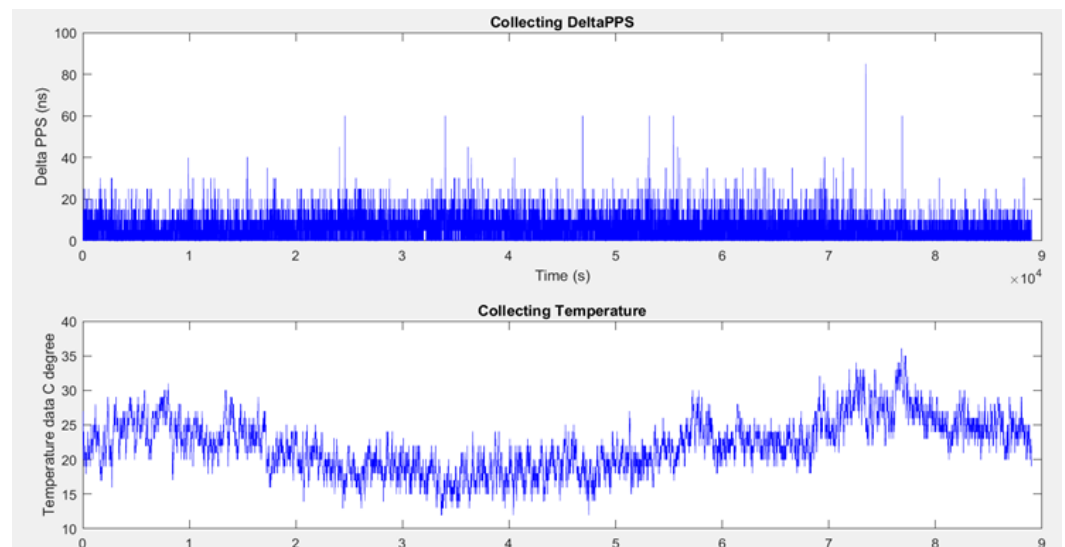 Collecting DeltaPPS
100
80
60
40
20
0
Delta PPS (ns)
0 1 2 3 4 5 6 7 8 9
Time (s)
×10⁴
Collecting Temperature
40
35
30
25
20
15
10
Temperature data C degree
0 1 2 3 4 5 6 7 8 9